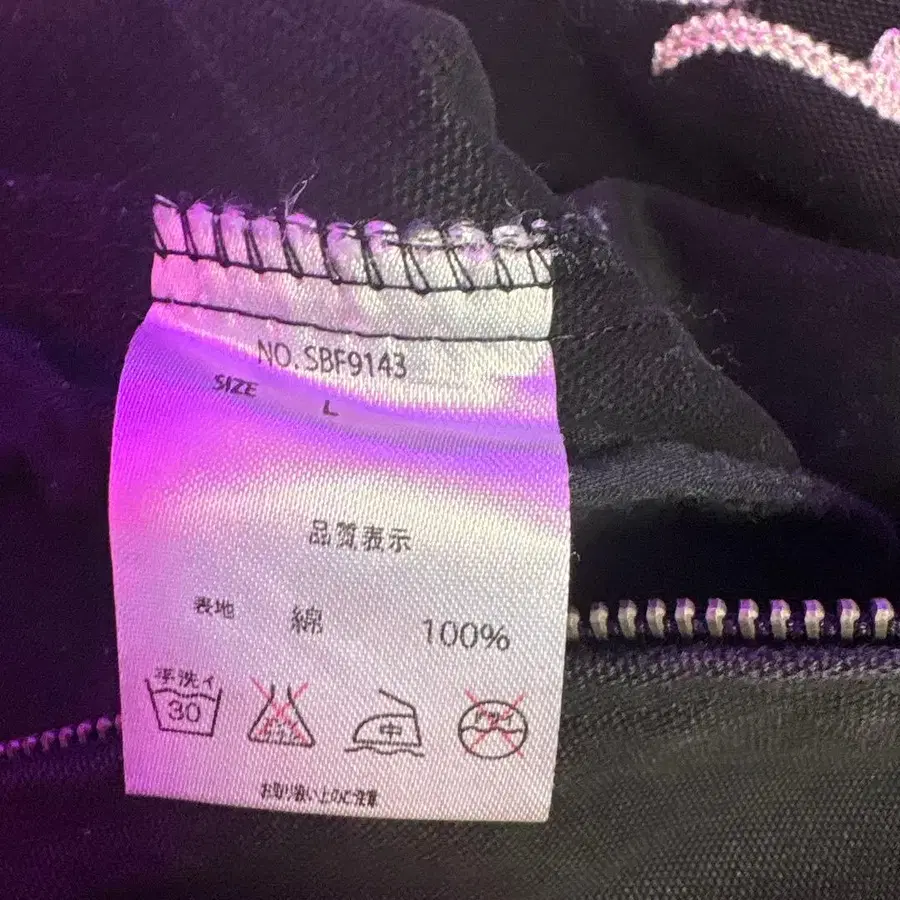 NO.SBF9143
SIZE L
品質表示
表地 綿 100%
手洗イ
30 中
お取り扱い上のご注意